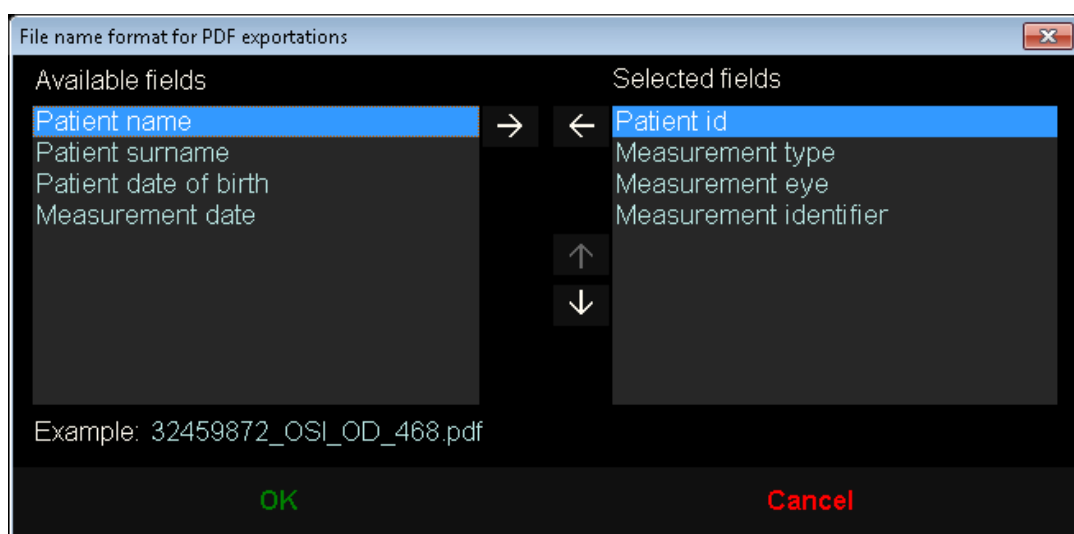 File name format for PDF exportations
Available fields
Selected fields
Patient name
Patient surname
Patient date of birth
Measurement date
Patient id
Measurement type
Measurement eye
Measurement identifier
Example: 32459872_OSI_OD_468.pdf
OK
Cancel